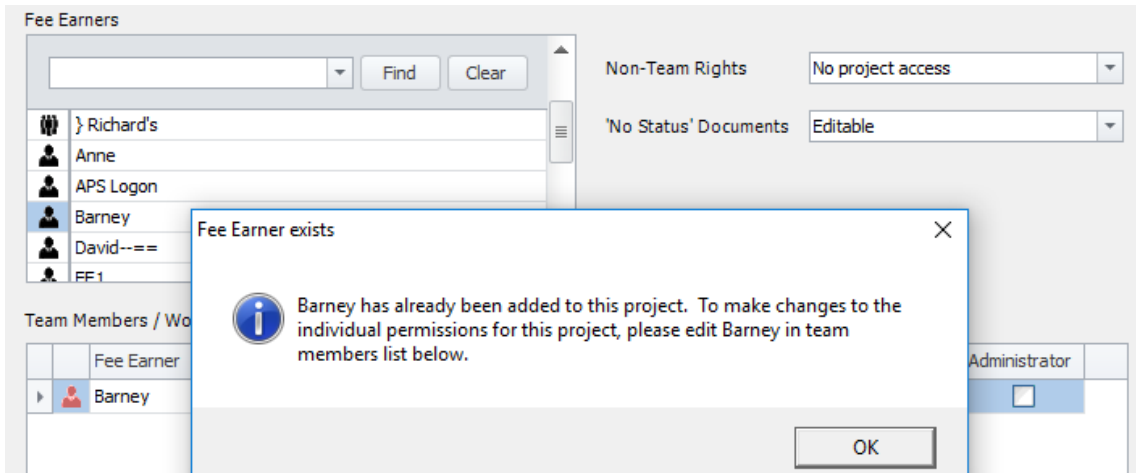 Fee Earners
Find Clear
Non-Team Rights No project access
} Richard's
'No Status' Documents Editable
Anne
APS Logon
Barney
Fee Earner exists
David--==
FE1
Barney has already been added to this project. To make changes to the
individual permissions for this project, please edit Barney in team
members list below.
Team Members / Wo
Fee Earner Administrator
Barney
OK